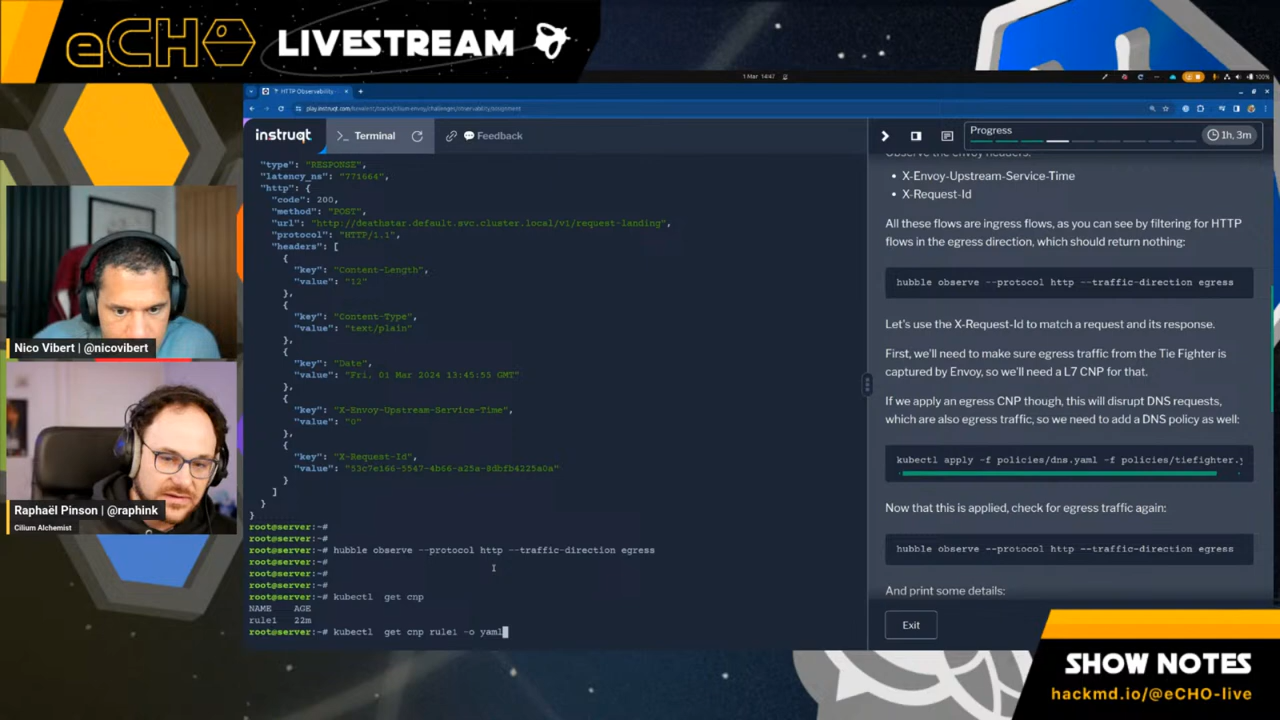 eCHO LIVESTREAM
1 Mar 14:47
100%
HTTP Observability
instruqt
Terminal
Feedback
Progress
1h, 3m
"type": "RESPONSE",
"latency_ns": "771664",
"http": {
"code": 200,
"method": "POST",
"url": "http://deathstar.default.svc.cluster.local/v1/request-landing",
"protocol": "HTTP/1.1",
"headers": [
{
"key": "Content-Length",
"value": "12"
},
{
"key": "Content-Type",
"value": "text/plain"
},
{
"key": "Date",
"value": "Fri, 01 Mar 2024 13:45:55 GMT"
},
{
"key": "X-Envoy-Upstream-Service-Time",
"value": "0"
},
{
"key": "X-Request-Id",
"value": "53c7e166-5547-4b66-a25a-8dbfb4225a0a"
}
]
}
}
root@server:~#
root@server:~#
root@server:~# hubble observe --protocol http --traffic-direction egress
root@server:~#
root@server:~#
root@server:~#
root@server:~# kubectl get cnp
NAME AGE
rule1 22m
root@server:~# kubectl get cnp rule1 -o yaml
Observe the envoy headers:
• X-Envoy-Upstream-Service-Time
• X-Request-Id
All these flows are ingress flows, as you can see by filtering for HTTP
flows in the egress direction, which should return nothing:
hubble observe --protocol http --traffic-direction egress
Let's use the X-Request-Id to match a request and its response.
First, we'll need to make sure egress traffic from the Tie Fighter is
captured by Envoy, so we'll need a L7 CNP for that.
If we apply an egress CNP though, this will disrupt DNS requests,
which are also egress traffic, so we need to add a DNS policy as well:
kubectl apply -f policies/dns.yaml -f policies/tiefighter.y
Now that this is applied, check for egress traffic again:
hubble observe --protocol http --traffic-direction egress
And print some details:
Exit
Nico Vibert | @nicovibert
Raphaël Pinson | @raphink
Cilium Alchemist
SHOW NOTES
hackmd.io/@eCHO-live